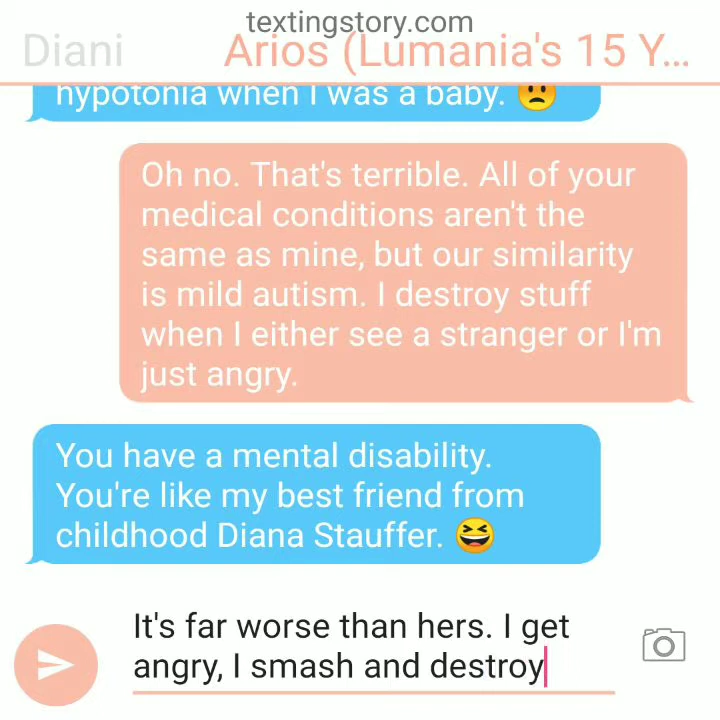 textingstory.com
Diani Arios (Lumania's 15 Y...
hypotonia when I was a baby. 🙁
Oh no. That's terrible. All of your
medical conditions aren't the
same as mine, but our similarity
is mild autism. I destroy stuff
when I either see a stranger or I'm
just angry.
You have a mental disability.
You're like my best friend from
childhood Diana Stauffer. 😆
It's far worse than hers. I get
angry, I smash and destroy